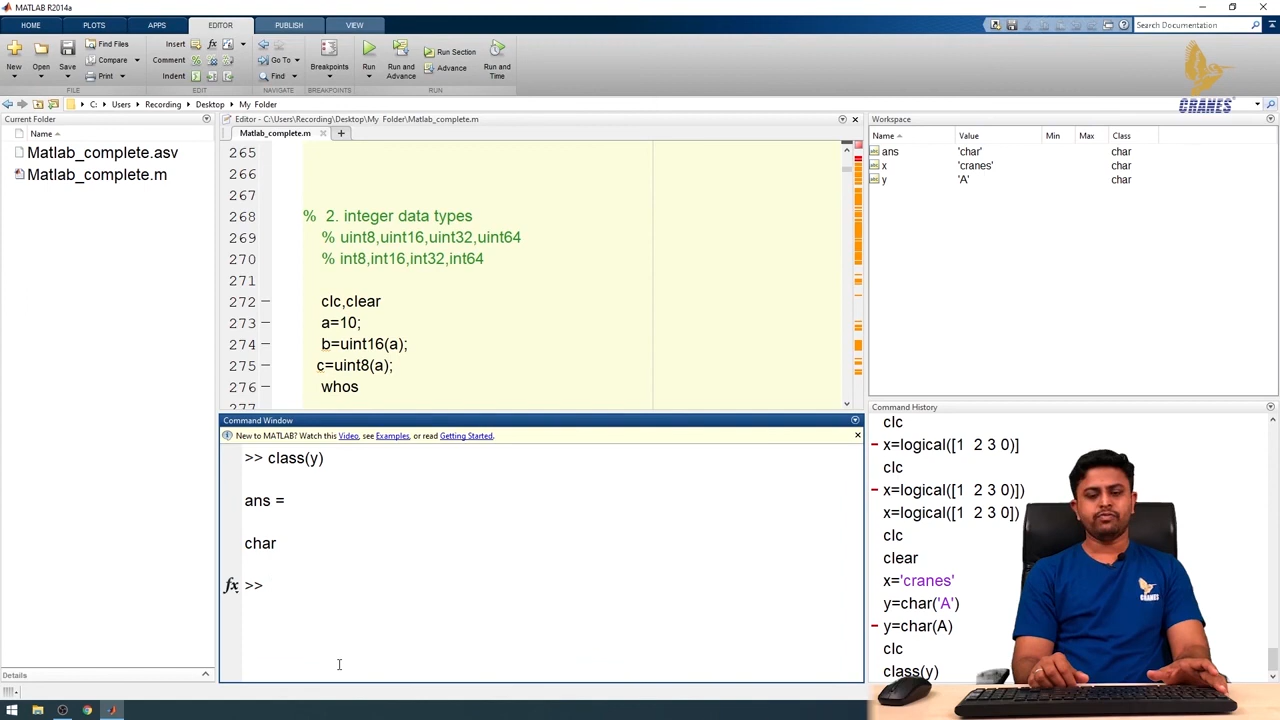 MATLAB R2014a
HOME PLOTS APPS EDITOR PUBLISH VIEW
Search Documentation
New Open Save Find Files Compare Print
Insert Comment Indent
fx
Go To Find
Breakpoints
Run Run and Advance Run Section Advance Run and Time
FILE EDIT NAVIGATE BREAKPOINTS RUN
CRANES
C: Users Recording Desktop My Folder
Current Folder
Name
Matlab_complete.asv
Matlab_complete.m
Details
Editor - C:\Users\Recording\Desktop\My Folder\Matlab_complete.m
Matlab_complete.m
265
266
267
268 % 2. integer data types
269 % uint8,uint16,uint32,uint64
270 % int8,int16,int32,int64
271
272 clc,clear
273 a=10;
274 b=uint16(a);
275 c=uint8(a);
276 whos
277
Command Window
New to MATLAB? Watch this Video, see Examples, or read Getting Started.
>> class(y)
ans =
char
fx >>
Workspace
Name Value Min Max Class
ans 'char' char
x 'cranes' char
y 'A' char
Command History
clc
x=logical([1 2 3 0)]
clc
x=logical([1 2 3 0)])
x=logical([1 2 3 0])
clc
clear
x='cranes'
y=char('A')
y=char(A)
clc
class(y)
CRANES